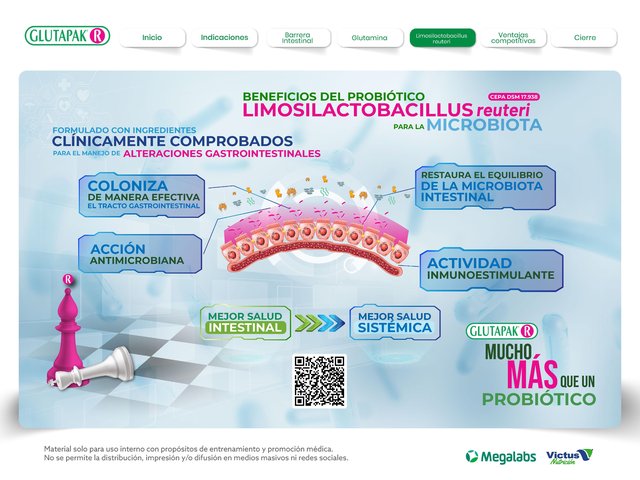 GLUTAPAK R
Inicio
Indicaciones
Barrera
Intestinal
Glutamina
Limosilactobacillus
reuteri
Ventajas
competitivas
Cierre
BENEFICIOS DEL PROBIÓTICO
CEPA DSM 17.938
LIMOSILACTOBACILLUS reuteri
PARA LA MICROBIOTA
FORMULADO CON INGREDIENTES
CLÍNICAMENTE COMPROBADOS
PARA EL MANEJO DE ALTERACIONES GASTROINTESTINALES
COLONIZA
DE MANERA EFECTIVA
EL TRACTO GASTROINTESTINAL
RESTAURA EL EQUILIBRIO
DE LA MICROBIOTA
INTESTINAL
ACCIÓN
ANTIMICROBIANA
ACTIVIDAD
INMUNOESTIMULANTE
R
MEJOR SALUD
INTESTINAL
MEJOR SALUD
SISTÉMICA
GLUTAPAK R
MUCHO
MÁS QUE UN
PROBIÓTICO
Material solo para uso interno con propósitos de entrenamiento y promoción médica.
No se permite la distribución, impresión y/o difusión en medios masivos ni redes sociales.
Megalabs
Victus
Nutrición